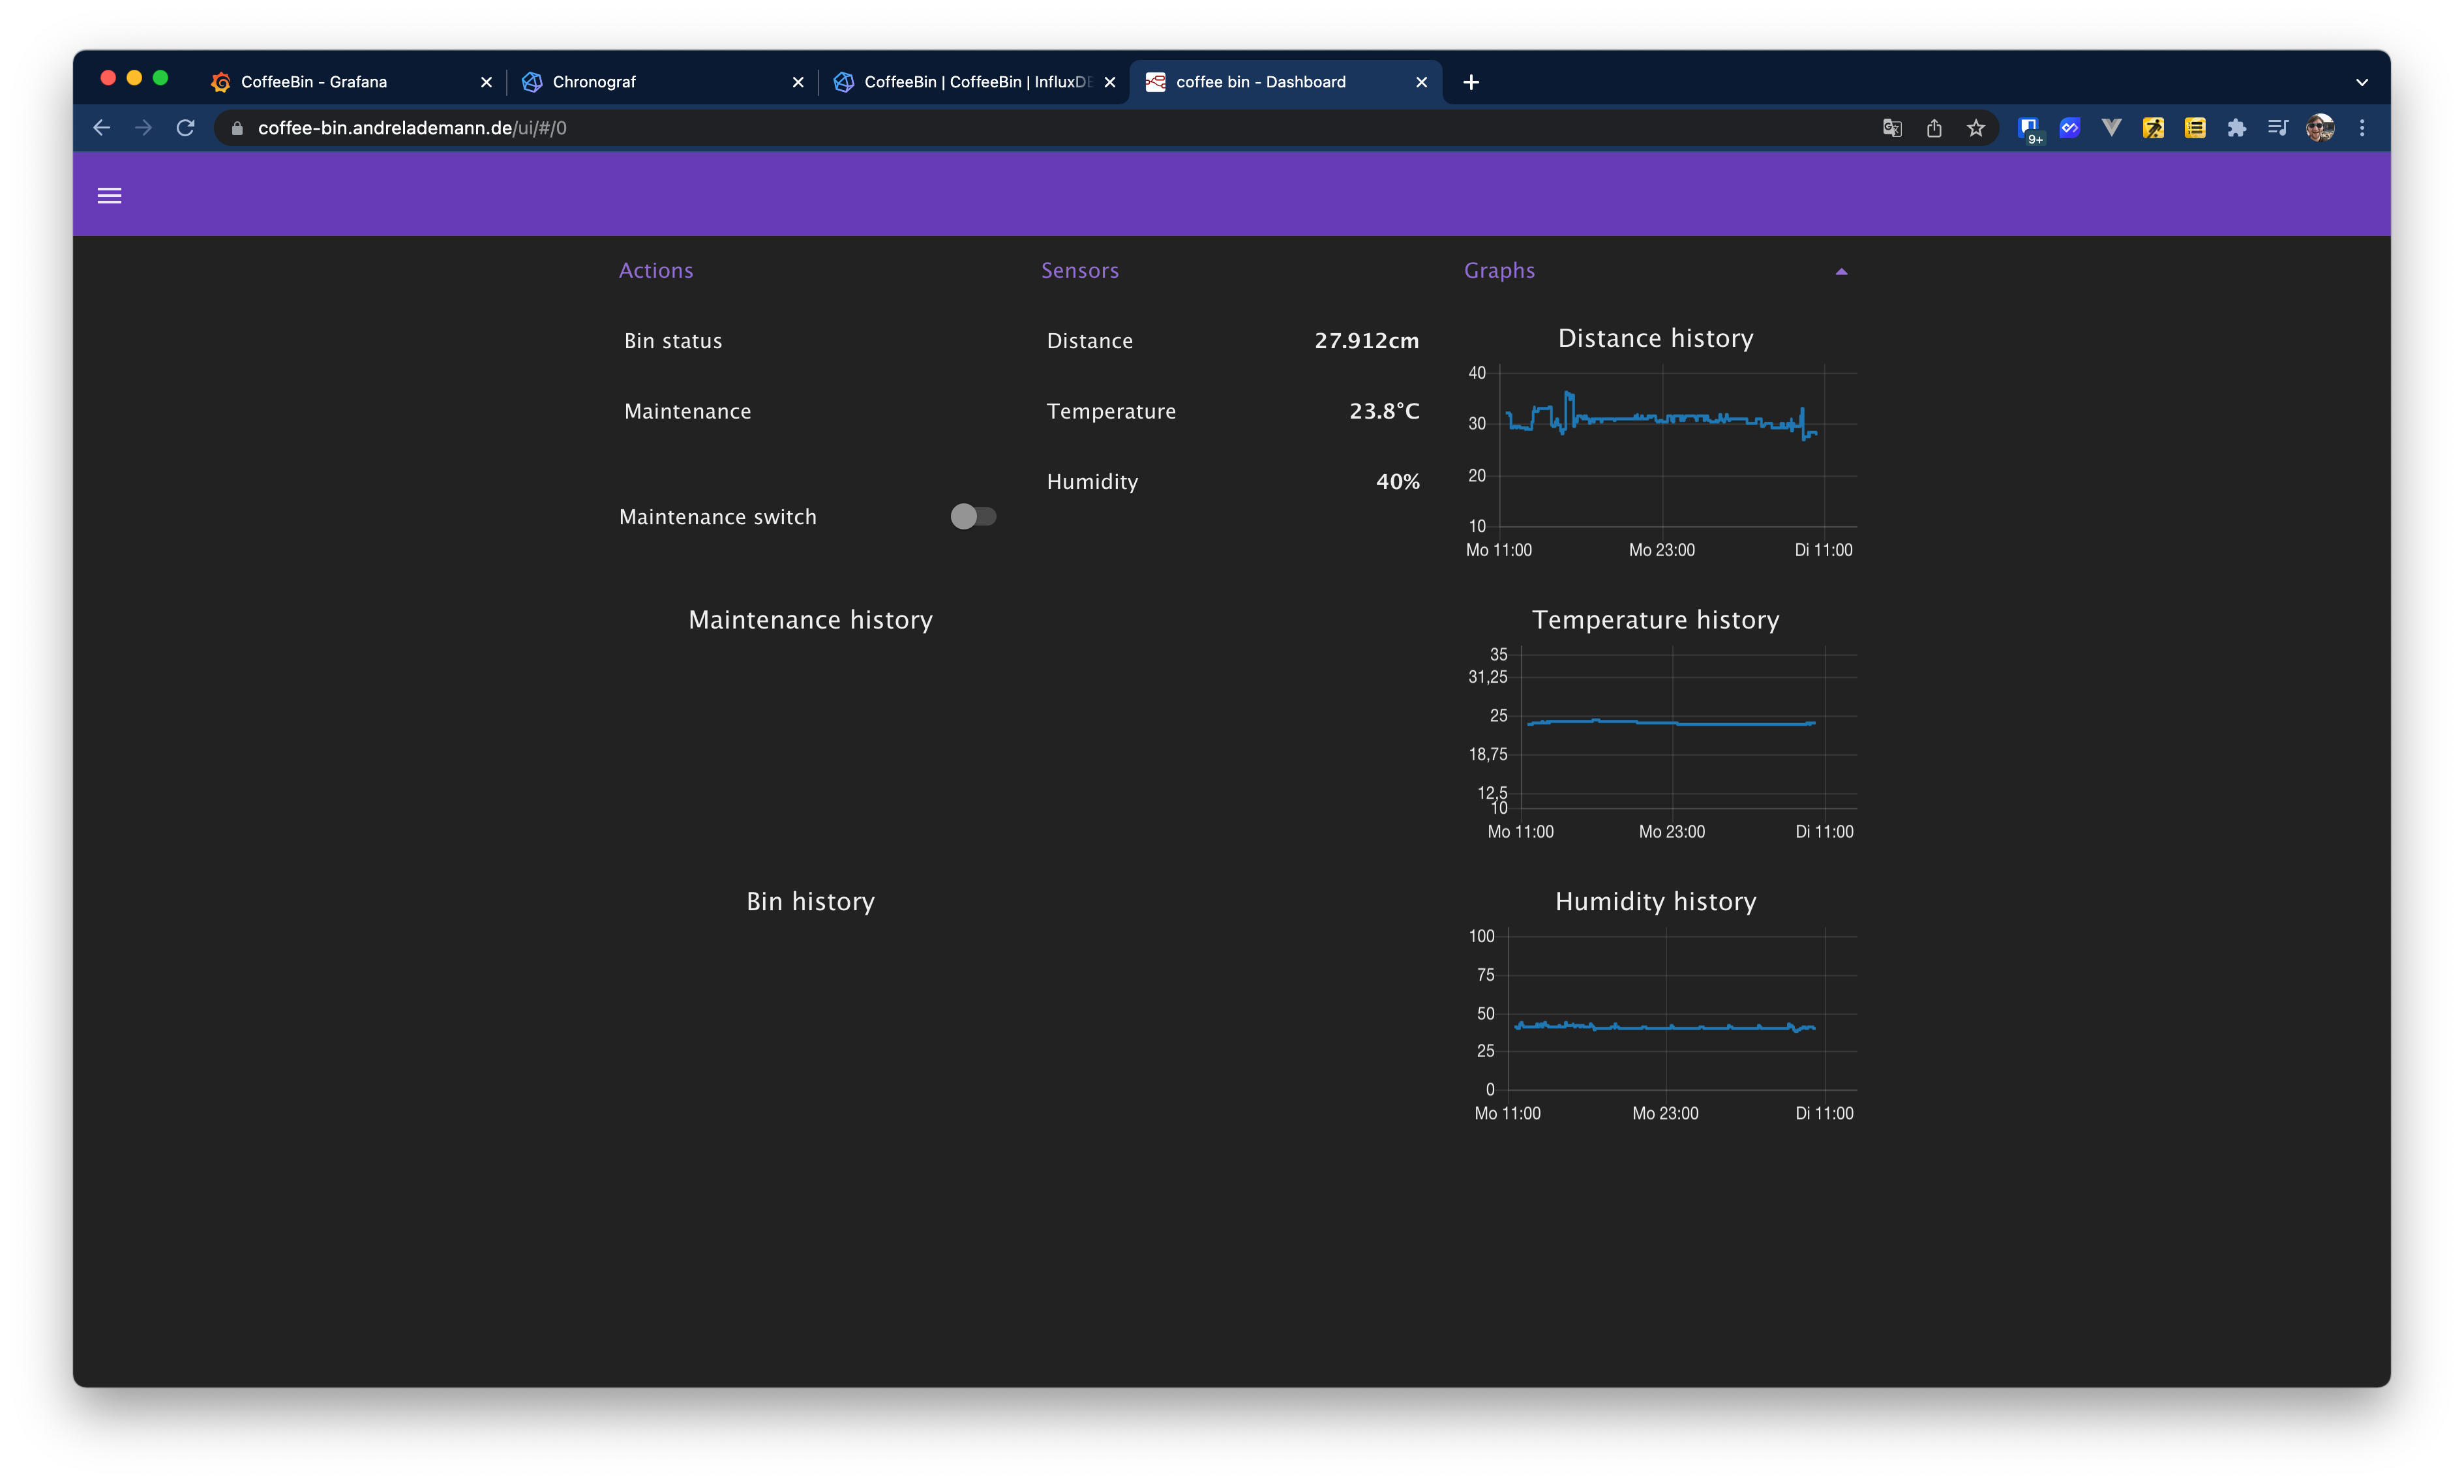 CoffeeBin - Grafana
Chronograf
CoffeeBin | CoffeeBin | InfluxDB
coffee bin - Dashboard
coffee-bin.andrelademann.de/ui/#/0
9+
Actions
Bin status
Maintenance
Maintenance switch
Maintenance history
Bin history
Sensors
Distance 27.912cm
Temperature 23.8°C
Humidity 40%
Graphs
Distance history
40
30
20
10
Mo 11:00 Mo 23:00 Di 11:00
Temperature history
35
31,25
25
18,75
12,5
10
Mo 11:00 Mo 23:00 Di 11:00
Humidity history
100
75
50
25
0
Mo 11:00 Mo 23:00 Di 11:00